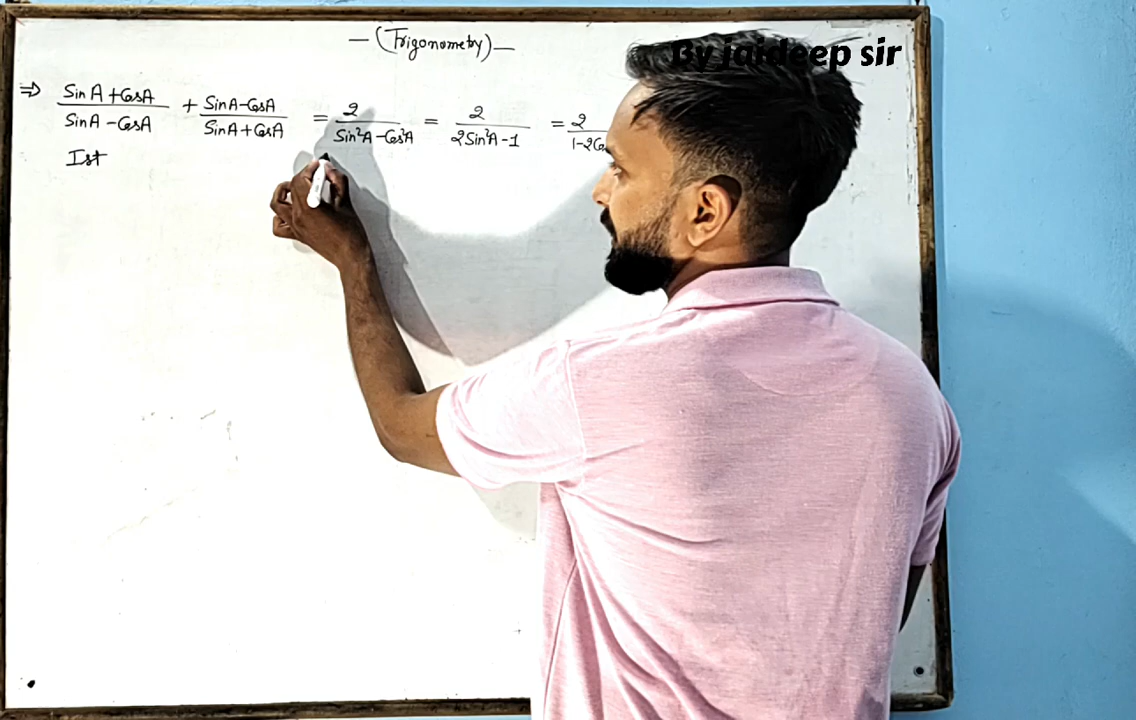 —(Trigonometry)—
By jaideep sir
⇒ SinA+CosA/SinA-CosA + SinA-CosA/SinA+CosA = 2/Sin²A-Cos²A = 2/2Sin²A-1 = 2/1-2Co
Ist